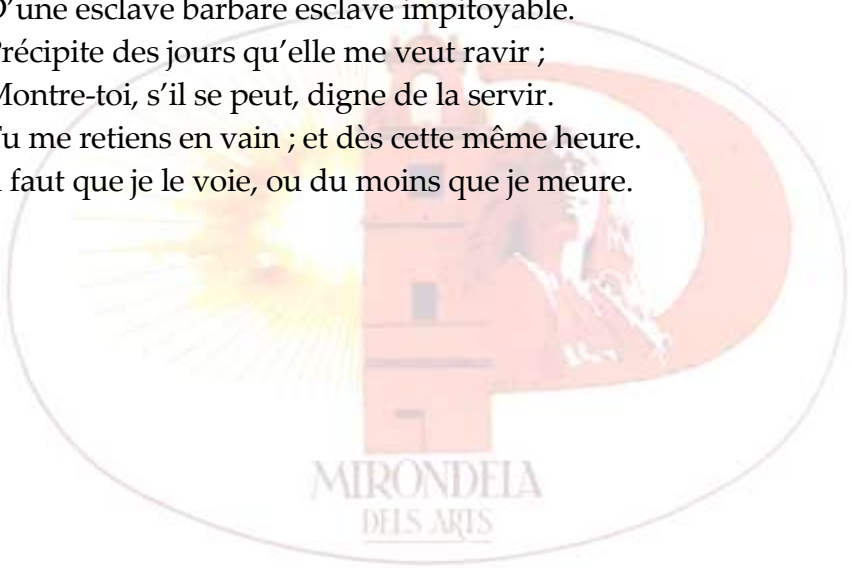 D’une esclave barbare esclave impitoyable.
Précipite des jours qu’elle me veut ravir ;
Montre-toi, s’il se peut, digne de la servir.
Tu me retiens en vain ; et dès cette même heure.
faut que je le voie, ou du moins que je meure.
MIRONDELA
DELS ARTS